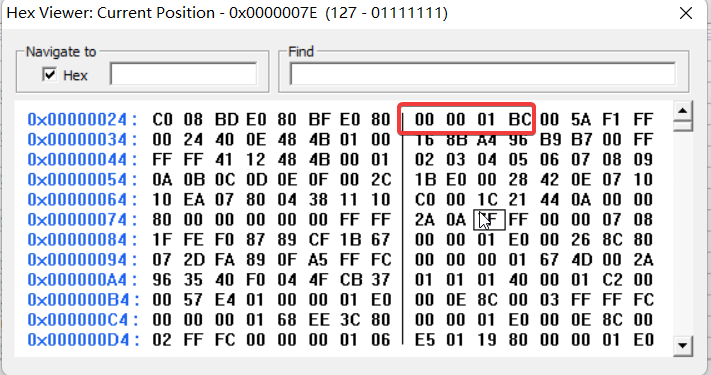 Hex Viewer: Current Position - 0x0000007E (127 - 01111111)
Navigate to
Find
Hex
0x00000024: C0 08 BD E0 80 BF E0 80 00 00 01 BC 00 5A F1 FF
0x00000034: 00 24 40 0E 48 4B 01 00 16 8B A4 96 B9 B7 00 FF
0x00000044: FF FF 41 12 48 4B 00 01 02 03 04 05 06 07 08 09
0x00000054: 0A 0B 0C 0D 0E 0F 00 2C 1B E0 00 28 42 0E 07 10
0x00000064: 10 EA 07 80 04 38 11 10 C0 00 1C 21 44 0A 00 00
0x00000074: 80 00 00 00 00 00 FF FF 2A 0A FF 00 00 07 08
0x00000084: 1F FE F0 87 89 CF 1B 67 00 00 01 E0 00 26 8C 80
0x00000094: 07 2D FA 89 0F A5 FF FC 00 00 00 01 67 4D 00 2A
0x000000A4: 96 35 40 F0 04 4F CB 37 01 01 01 40 00 01 C2 00
0x000000B4: 00 57 E4 01 00 00 01 E0 00 0E 8C 00 03 FF FF FC
0x000000C4: 00 00 00 01 68 EE 3C 80 00 00 01 E0 00 0E 8C 00
0x000000D4: 02 FF FC 00 00 00 01 06 E5 01 19 80 00 00 01 E0